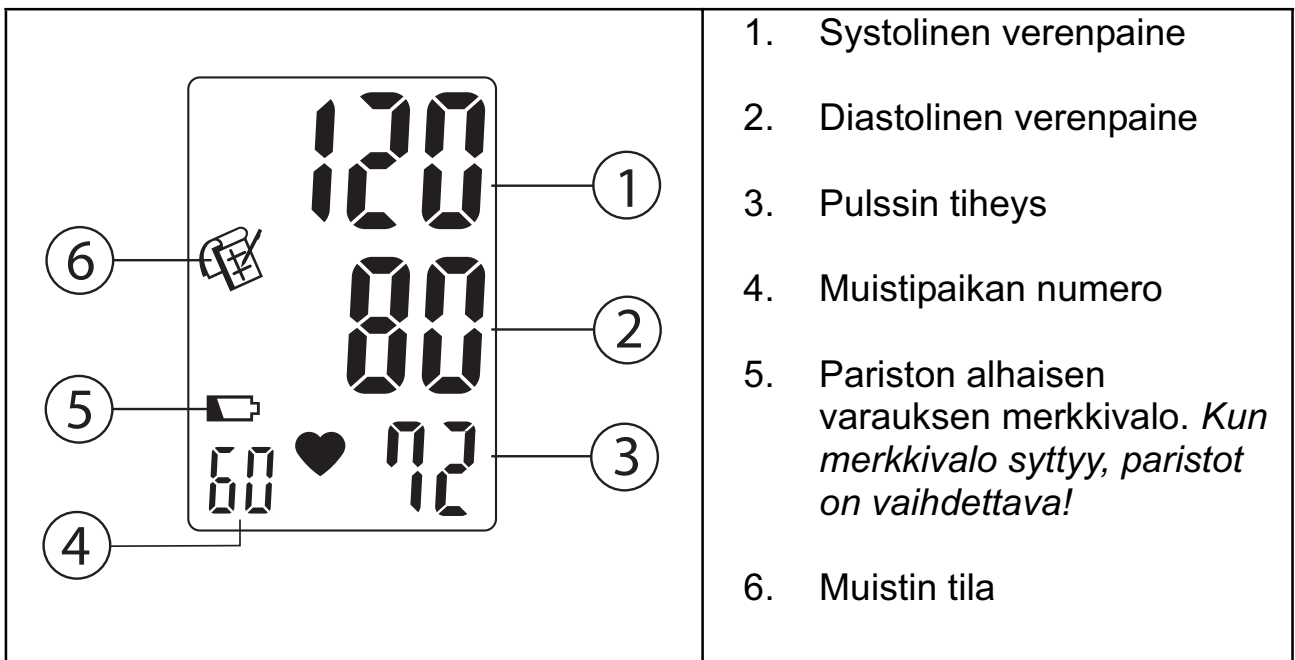 120
1
6
80
2
5
60
72
3
4
1. Systolinen verenpaine
2. Diastolinen verenpaine
3. Pulssin tiheys
4. Muistipaikan numero
5. Pariston alhaisen
varauksen merkkivalo. Kun
merkkivalo syttyy, paristot
on vaihdettava!
6. Muistin tila